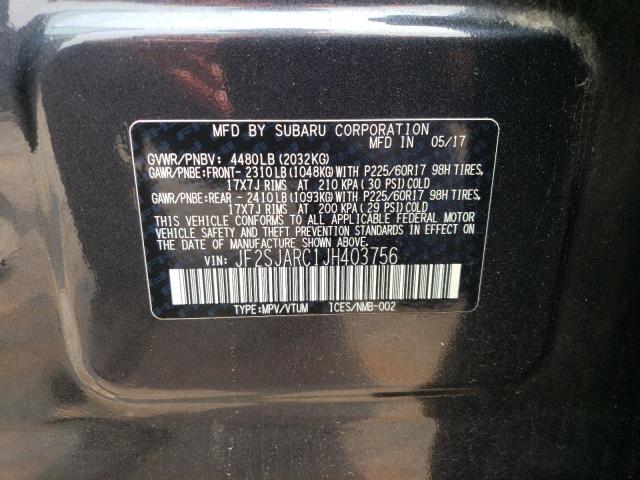 MFD BY SUBARU CORPORATION
MFD IN 05/17
GVWR/PNBV: 4480LB(2032KG)
GAWR/PNBE:FRONT- 2310LB(1048KG)WITH P225/60R17 98H TIRES,
17X7J RIMS AT 210 KPA(30 PSI)COLD
GAWR/PNBE:REAR - 2410LB(1093KG)WITH P225/60R17 98H TIRES,
17X7J RIMS AT 200 KPA(29 PSI)COLD
THIS VEHICLE CONFORMS TO ALL APPLICABLE FEDERAL MOTOR
VEHICLE SAFETY AND THEFT PREVENTION STANDARDS IN EFFECT
ON THE DATE OF MANUFACTURE SHOWN ABOVE.
VIN: JF2SJARC1JH403756
TYPE:MPV/VTUM ICES/NMB-002